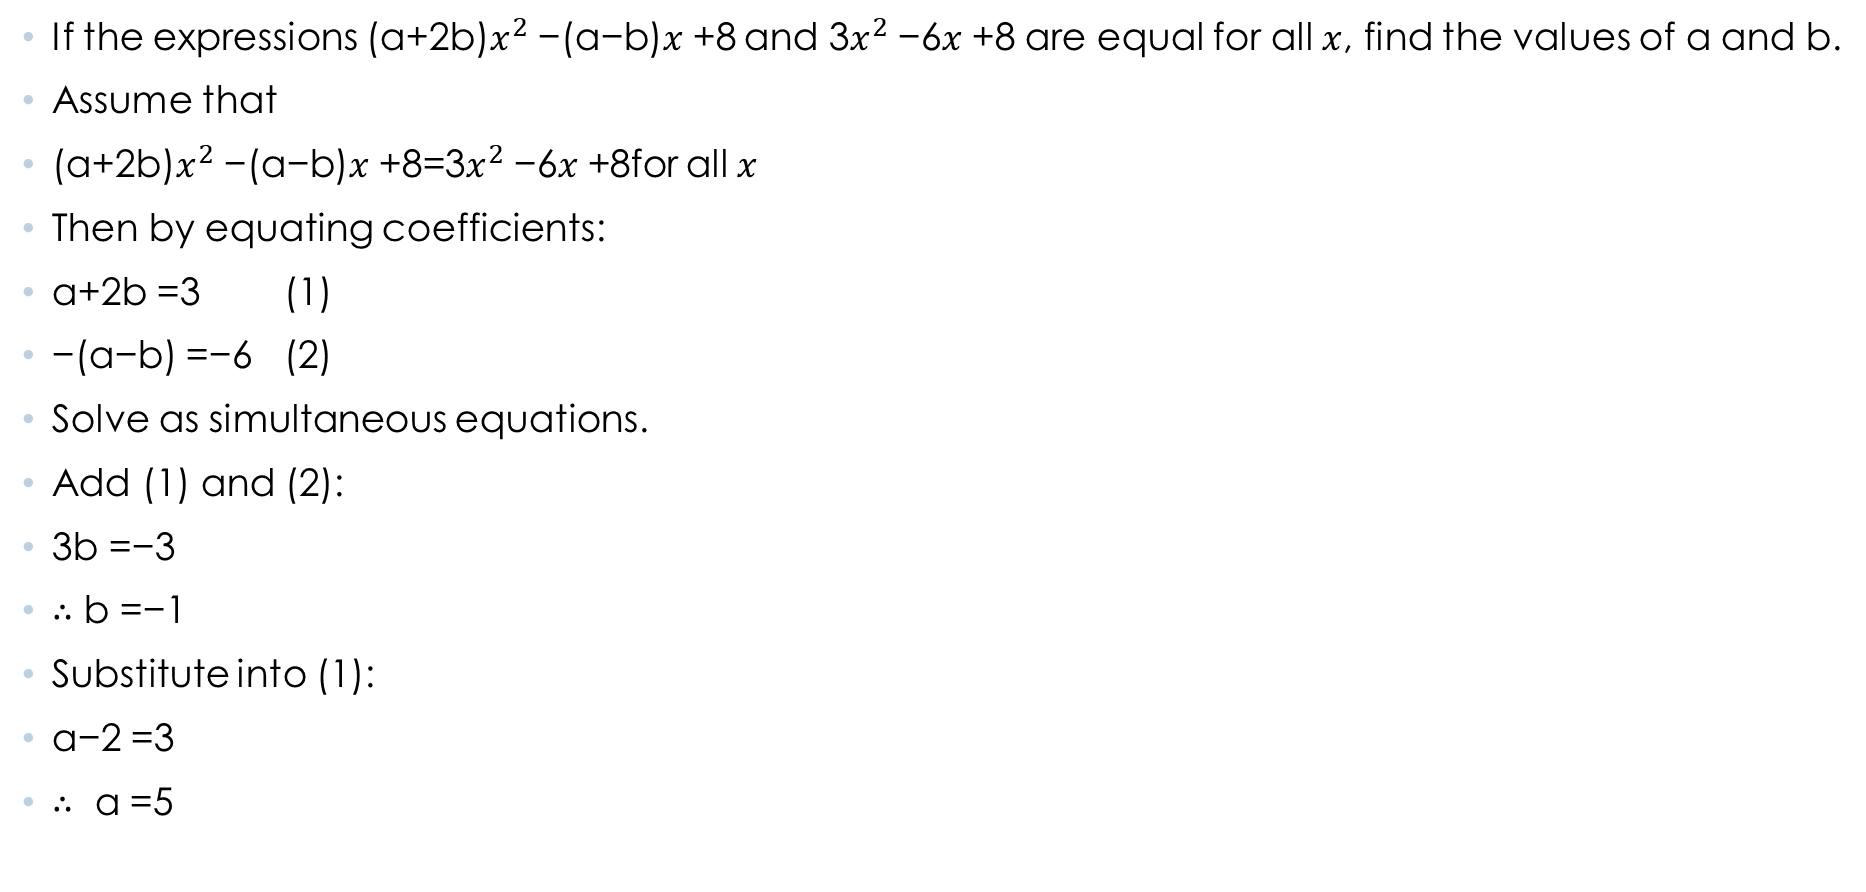 • If the expressions (a+2b)𝑥² −(a−b)𝑥 +8 and 3𝑥² −6𝑥 +8 are equal for all 𝑥, find the values of a and b.
• Assume that
• (a+2b)𝑥² −(a−b)𝑥 +8=3𝑥² −6𝑥 +8for all 𝑥
• Then by equating coefficients:
• a+2b =3 (1)
• −(a−b) =−6 (2)
• Solve as simultaneous equations.
• Add (1) and (2):
• 3b =−3
• ∴ b =−1
• Substitute into (1):
• a−2 =3
• ∴ a =5